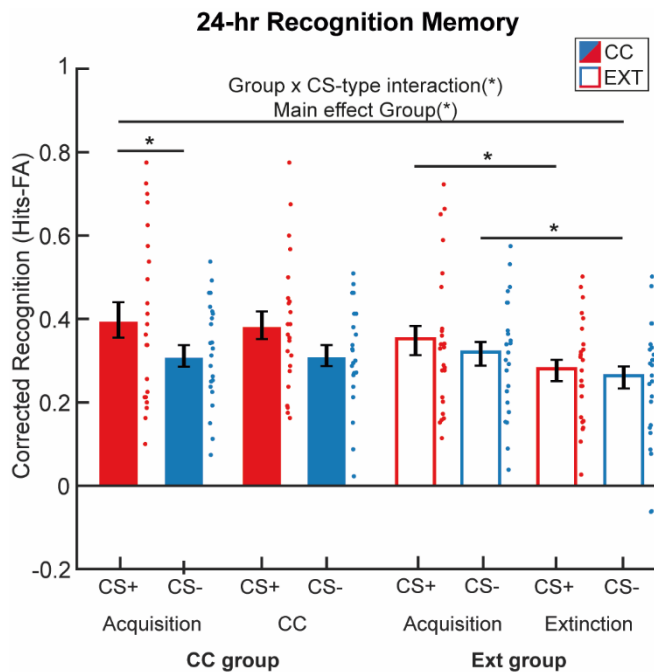 24-hr Recognition Memory
CC
EXT
Group x CS-type interaction(*)
Main effect Group(*)
* * *
Corrected Recognition (Hits-FA)
1
0.8
0.6
0.4
0.2
0
-0.2
CS+ CS- CS+ CS- CS+ CS- CS+ CS-
Acquisition CC Acquisition Extinction
CC group Ext group